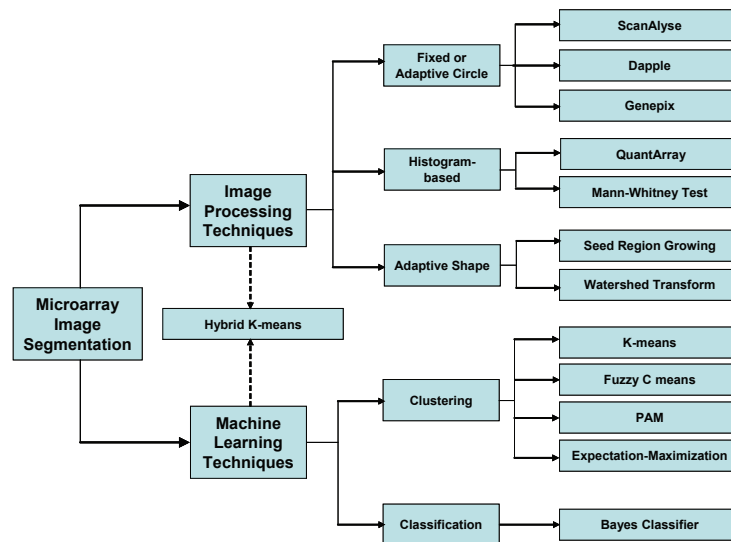 ScanAlyse
Fixed or
Adaptive Circle
Dapple
Genepix
Histogram-
based
QuantArray
Mann-Whitney Test
Image
Processing
Techniques
Adaptive Shape
Seed Region Growing
Watershed Transform
Microarray
Image
Segmentation
Hybrid K-means
K-means
Clustering
Fuzzy C means
PAM
Expectation-Maximization
Machine
Learning
Techniques
Classification
Bayes Classifier